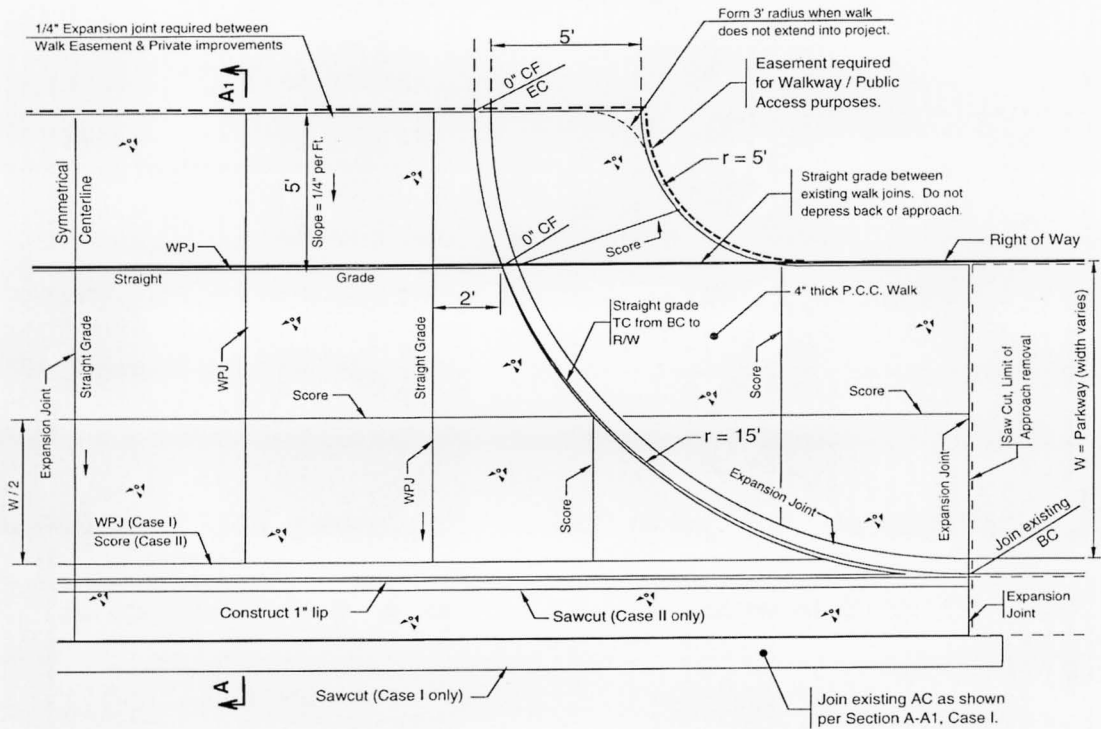 1/4" Expansion joint required between
Walk Easement & Private improvements
A1
5'
0" CF
EC
Form 3' radius when walk
does not extend into project.
Easement required
for Walkway / Public
Access purposes.
r = 5'
Symmetrical
Centerline
5'
Slope = 1/4" per Ft.
Straight grade between
existing walk joins. Do not
depress back of approach.
0" CF
Score
WPJ
Right of Way
Straight
Grade
2'
Straight grade
TC from BC to
R/W
4" thick P.C.C. Walk
Expansion Joint
Straight Grade
WPJ
Straight Grade
Score
Score
Score
Saw Cut, Limit of
Approach removal
W = Parkway (width varies)
r = 15'
W / 2
WPJ
Score
Expansion Joint
Expansion Joint
Join existing
BC
WPJ (Case I)
Score (Case II)
Construct 1" lip
Sawcut (Case II only)
Expansion
Joint
A
Sawcut (Case I only)
Join existing AC as shown
per Section A-A1, Case I.